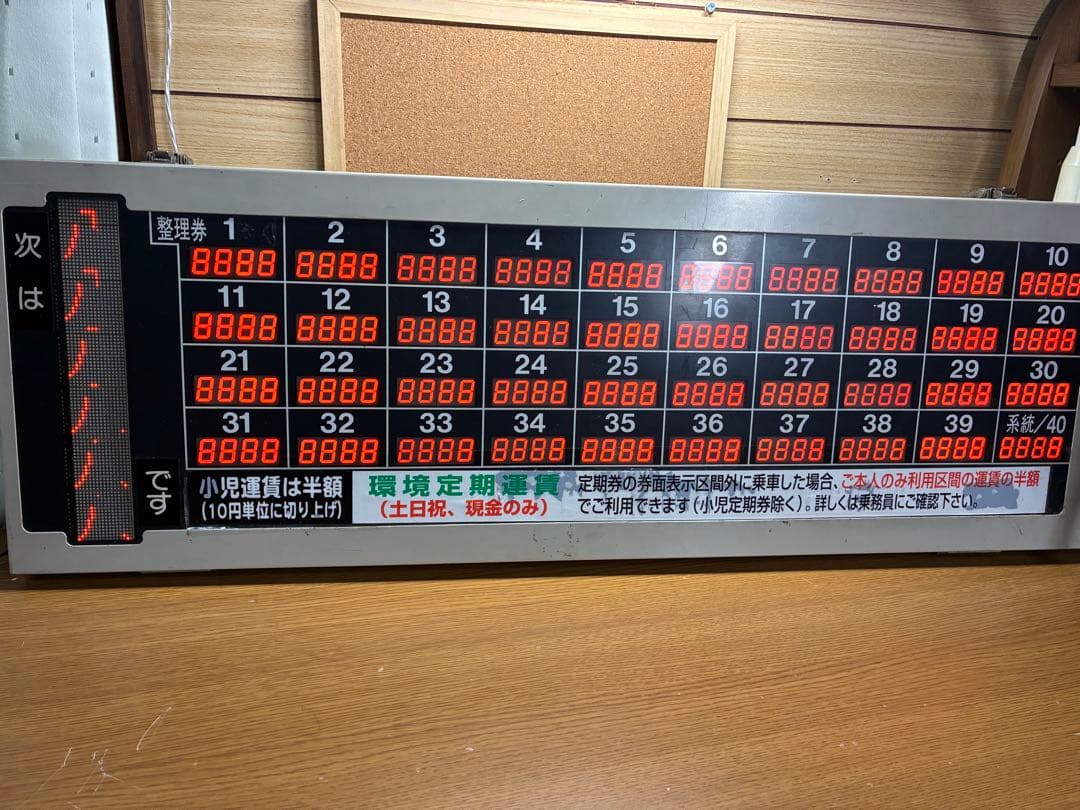 次は
です
整理券 1 2 3 4 5 6 7 8 9 10
8888 8888 8888 8888 8888 8888 8888 8888 8888 8888
11 12 13 14 15 16 17 18 19 20
8888 8888 8888 8888 8888 8888 8888 8888 8888 8888
21 22 23 24 25 26 27 28 29 30
8888 8888 8888 8888 8888 8888 8888 8888 8888 8888
31 32 33 34 35 36 37 38 39 系統/40
8888 8888 8888 8888 8888 8888 8888 8888 8888 8888
小児運賃は半額
(10円単位に切り上げ)
環境定期運賃
(土日祝、現金のみ)
定期券の券面表示区間外に乗車した場合、ご本人のみ利用区間の運賃の半額
でご利用できます(小児定期券除く)。詳しくは乗務員にご確認下さい。